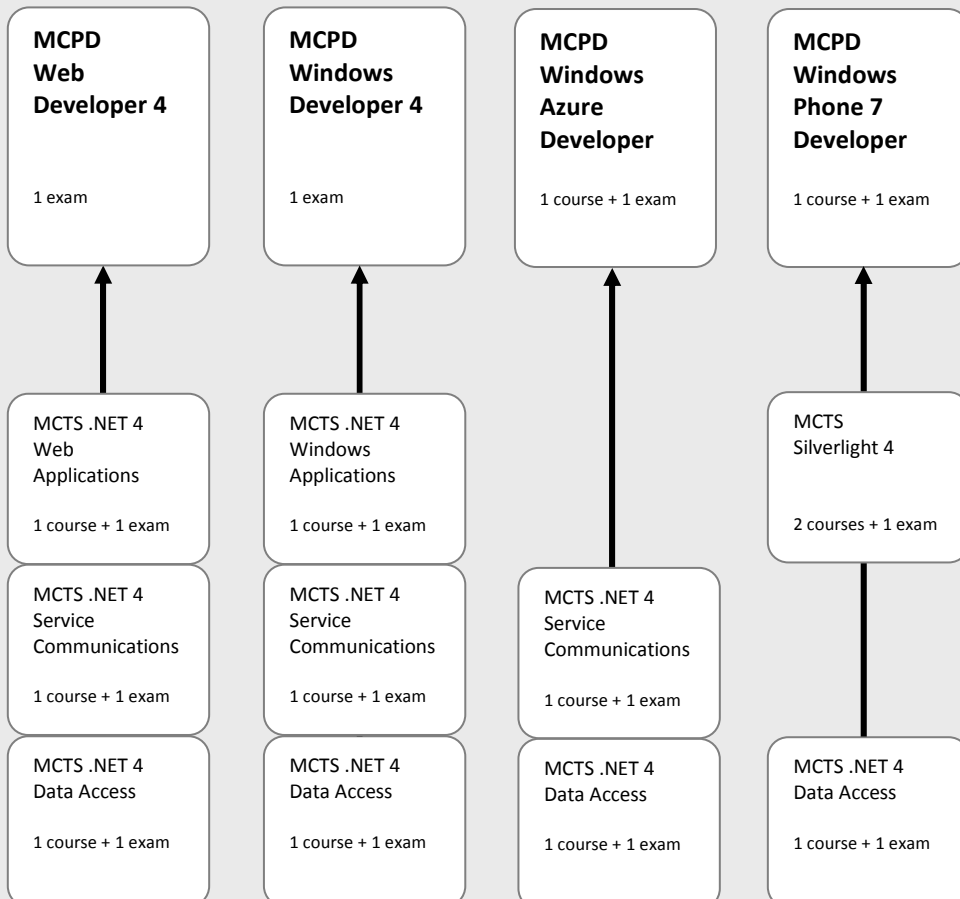 MCPD
Web
Developer 4
1 exam
MCPD
Windows
Developer 4
1 exam
MCPD
Windows
Azure
Developer
1 course + 1 exam
MCPD
Windows
Phone 7
Developer
1 course + 1 exam
MCTS .NET 4
Web
Applications
1 course + 1 exam
MCTS .NET 4
Windows
Applications
1 course + 1 exam
MCTS
Silverlight 4
2 courses + 1 exam
MCTS .NET 4
Service
Communications
1 course + 1 exam
MCTS .NET 4
Service
Communications
1 course + 1 exam
MCTS .NET 4
Service
Communications
1 course + 1 exam
MCTS .NET 4
Data Access
1 course + 1 exam
MCTS .NET 4
Data Access
1 course + 1 exam
MCTS .NET 4
Data Access
1 course + 1 exam
MCTS .NET 4
Data Access
1 course + 1 exam